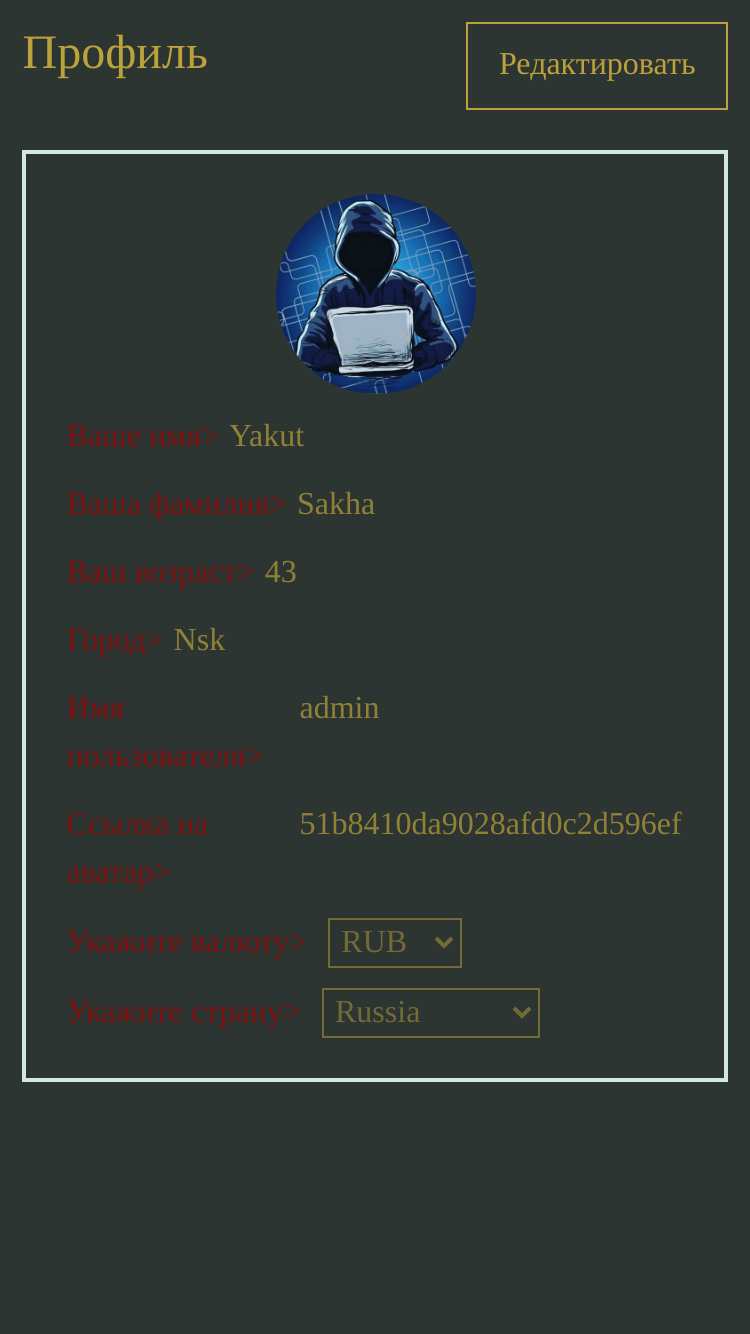 Профиль
Редактировать
Ваше имя> Yakut
Ваша фамилия> Sakha
Ваш возраст> 43
Город> Nsk
Имя admin
пользователя>
Ссылка на 51b8410da9028afd0c2d596ef
аватар>
Укажите валюту> RUB
Укажите страну> Russia